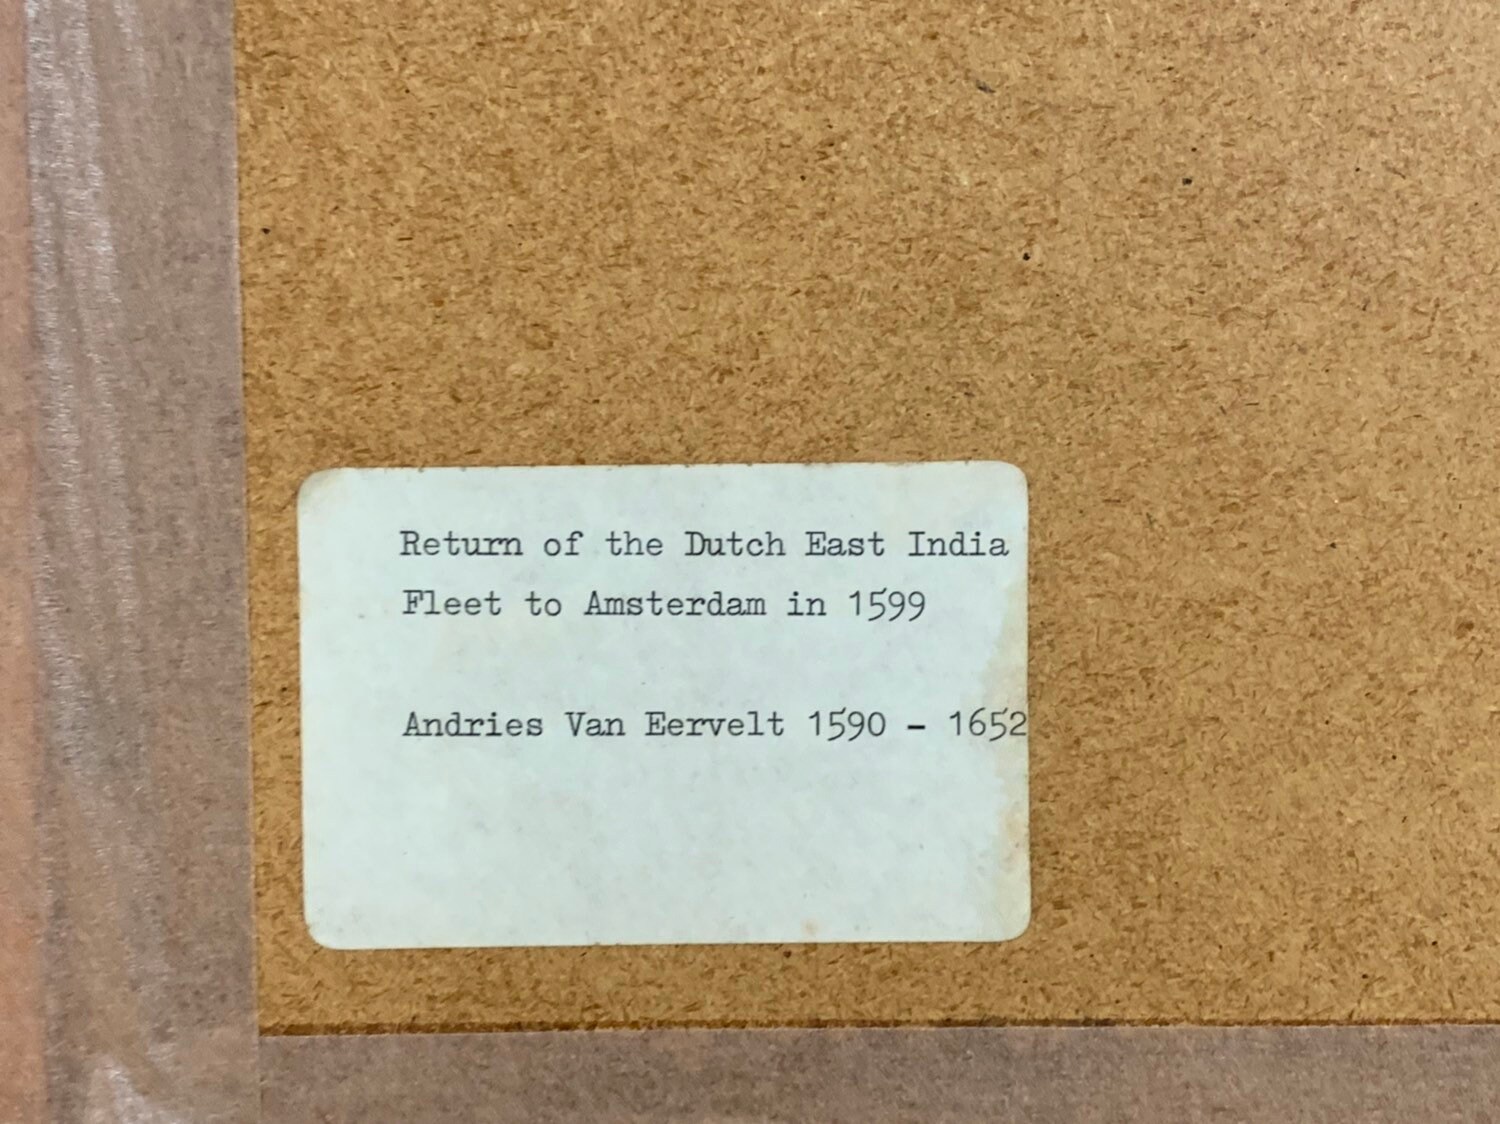 Return of the Dutch East India
Fleet to Amsterdam in 1599
Andries Van Eervelt 1590 - 1652